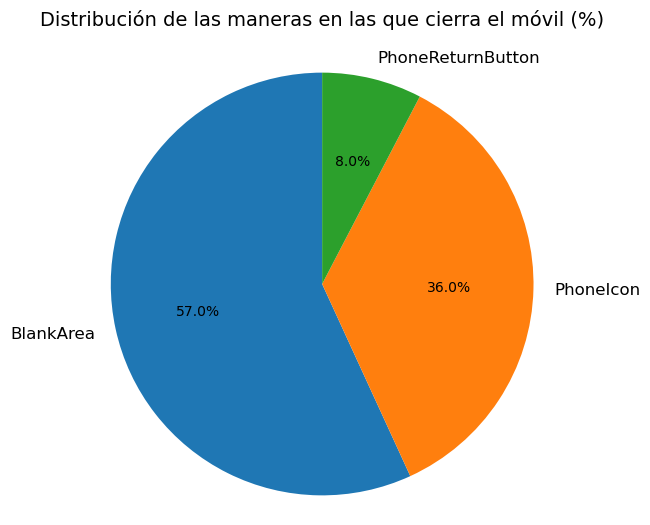 Distribución de las maneras en las que cierra el móvil (%)
PhoneReturnButton
8.0%
36.0%
PhoneIcon
57.0%
BlankArea